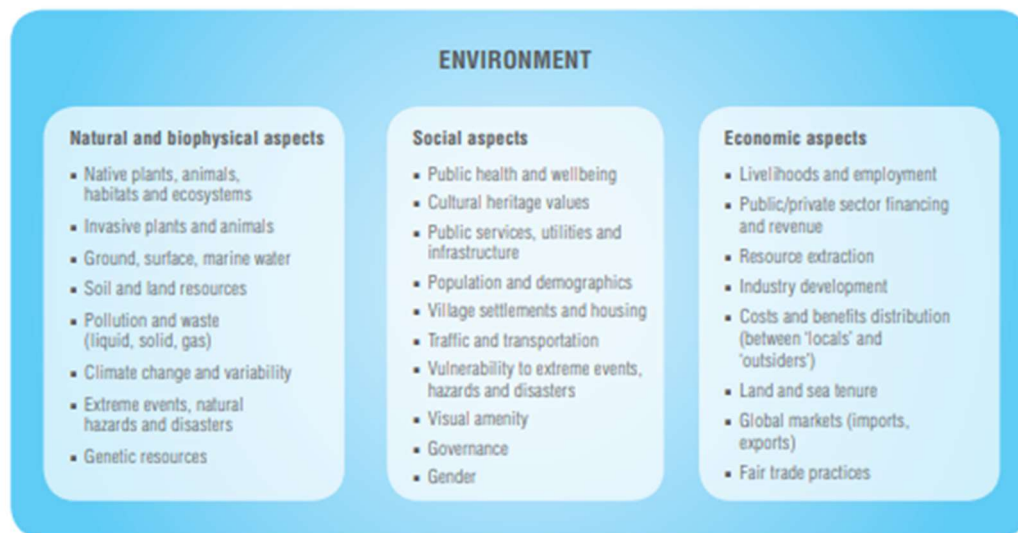 ENVIRONMENT
Natural and biophysical aspects
▪ Native plants, animals,
habitats and ecosystems
▪ Invasive plants and animals
▪ Ground, surface, marine water
▪ Soil and land resources
▪ Pollution and waste
(liquid, solid, gas)
▪ Climate change and variability
▪ Extreme events, natural
hazards and disasters
▪ Genetic resources
Social aspects
▪ Public health and wellbeing
▪ Cultural heritage values
▪ Public services, utilities and
infrastructure
▪ Population and demographics
▪ Village settlements and housing
▪ Traffic and transportation
▪ Vulnerability to extreme events,
hazards and disasters
▪ Visual amenity
▪ Governance
▪ Gender
Economic aspects
▪ Livelihoods and employment
▪ Public/private sector financing
and revenue
▪ Resource extraction
▪ Industry development
▪ Costs and benefits distribution
(between ‘locals’ and
‘outsiders’)
▪ Land and sea tenure
▪ Global markets (imports,
exports)
▪ Fair trade practices